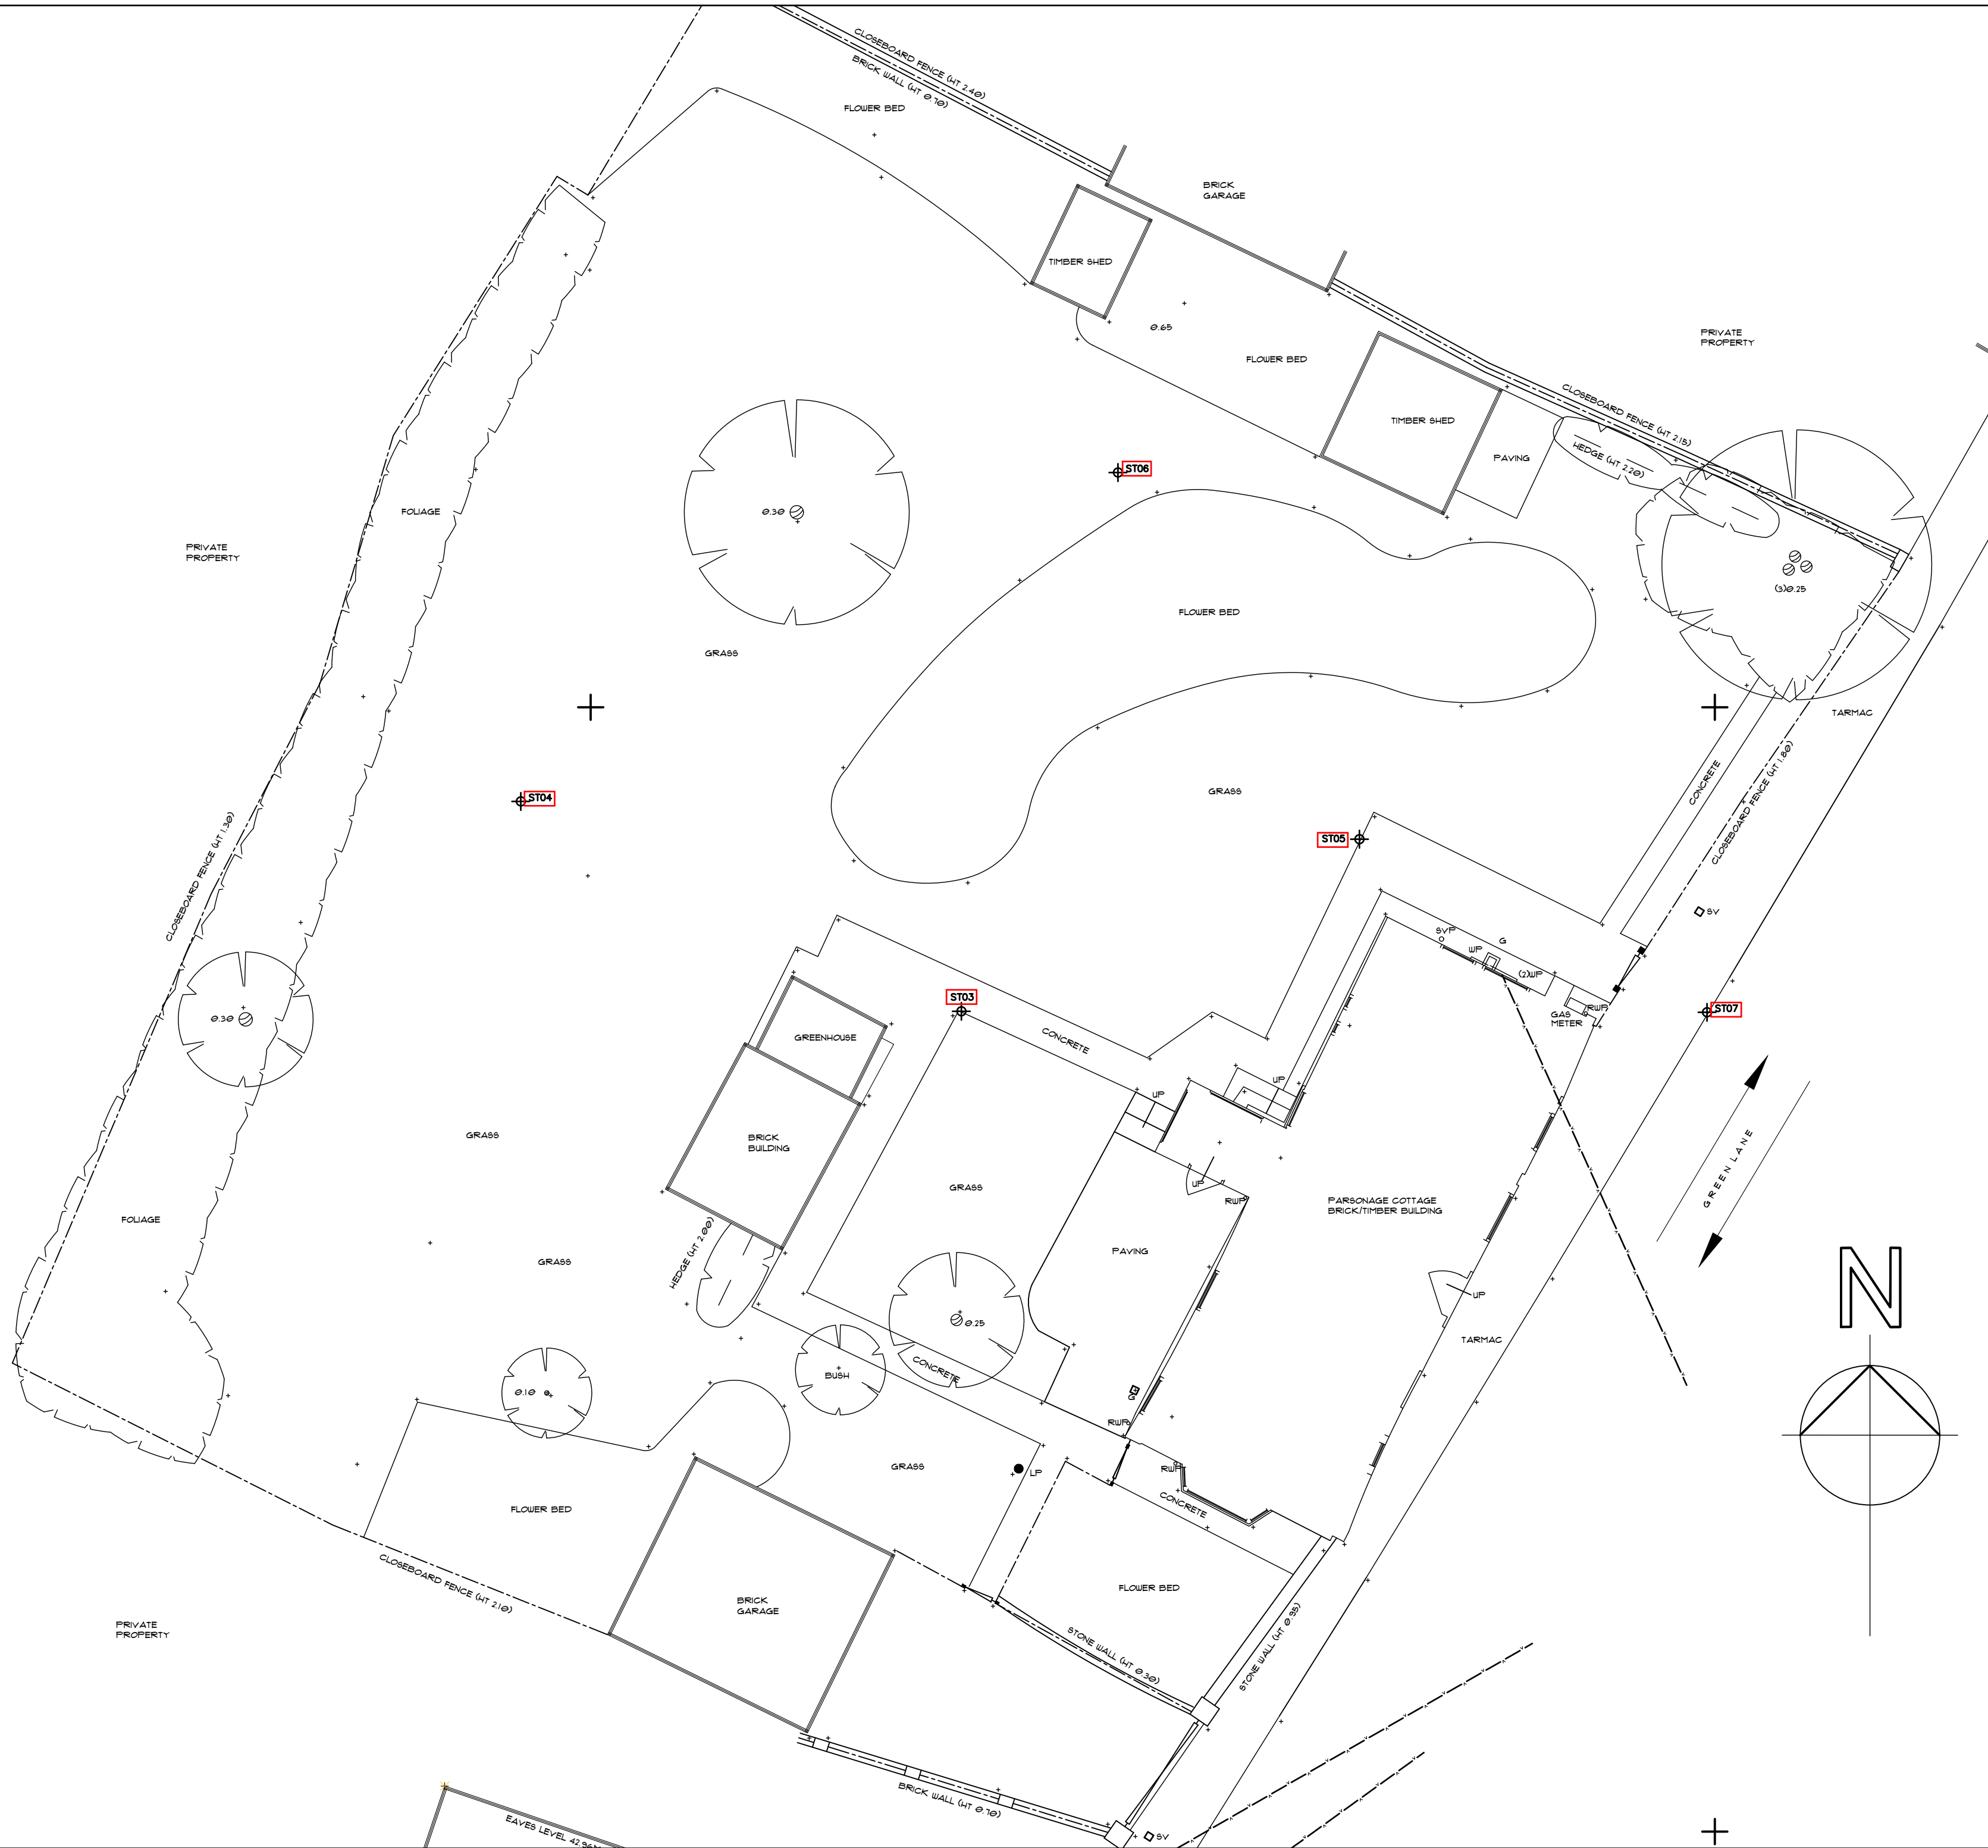 CLOSEBOARD FENCE (HT 2.40)
BRICK WALL (HT 0.70)
FLOWER BED
BRICK
GARAGE
TIMBER SHED
0.65
FLOWER BED
PRIVATE
PROPERTY
CLOSEBOARD FENCE (HT 2.15)
TIMBER SHED
PAVING
HEDGE (HT 2.20)
ST06
FOLIAGE
0.30
PRIVATE
PROPERTY
(3)0.25
FLOWER BED
GRASS
TARMAC
CONCRETE
CLOSEBOARD FENCE (HT 1.80)
GRASS
ST04
ST05
CLOSEBOARD FENCE (HT 1.30)
SV
SVP
WP
G
(2)WP
ST03
RWP
GAS
METER
ST07
0.30
GREENHOUSE
CONCRETE
UP
UP
GRASS
BRICK
BUILDING
GREEN LANE
UP
GRASS
RWP
PARSONAGE COTTAGE
BRICK/TIMBER BUILDING
FOLIAGE
HEDGE (HT 2.00)
GRASS
PAVING
N
UP
0.25
TARMAC
BUSH
CONCRETE
0.10
G
RWP
GRASS
LP
RWP
CONCRETE
FLOWER BED
CLOSEBOARD FENCE (HT 2.10)
FLOWER BED
BRICK
GARAGE
STONE WALL (HT 0.95)
PRIVATE
PROPERTY
STONE WALL (HT 0.30)
BRICK WALL (HT 0.70)
SV
EAVES LEVEL